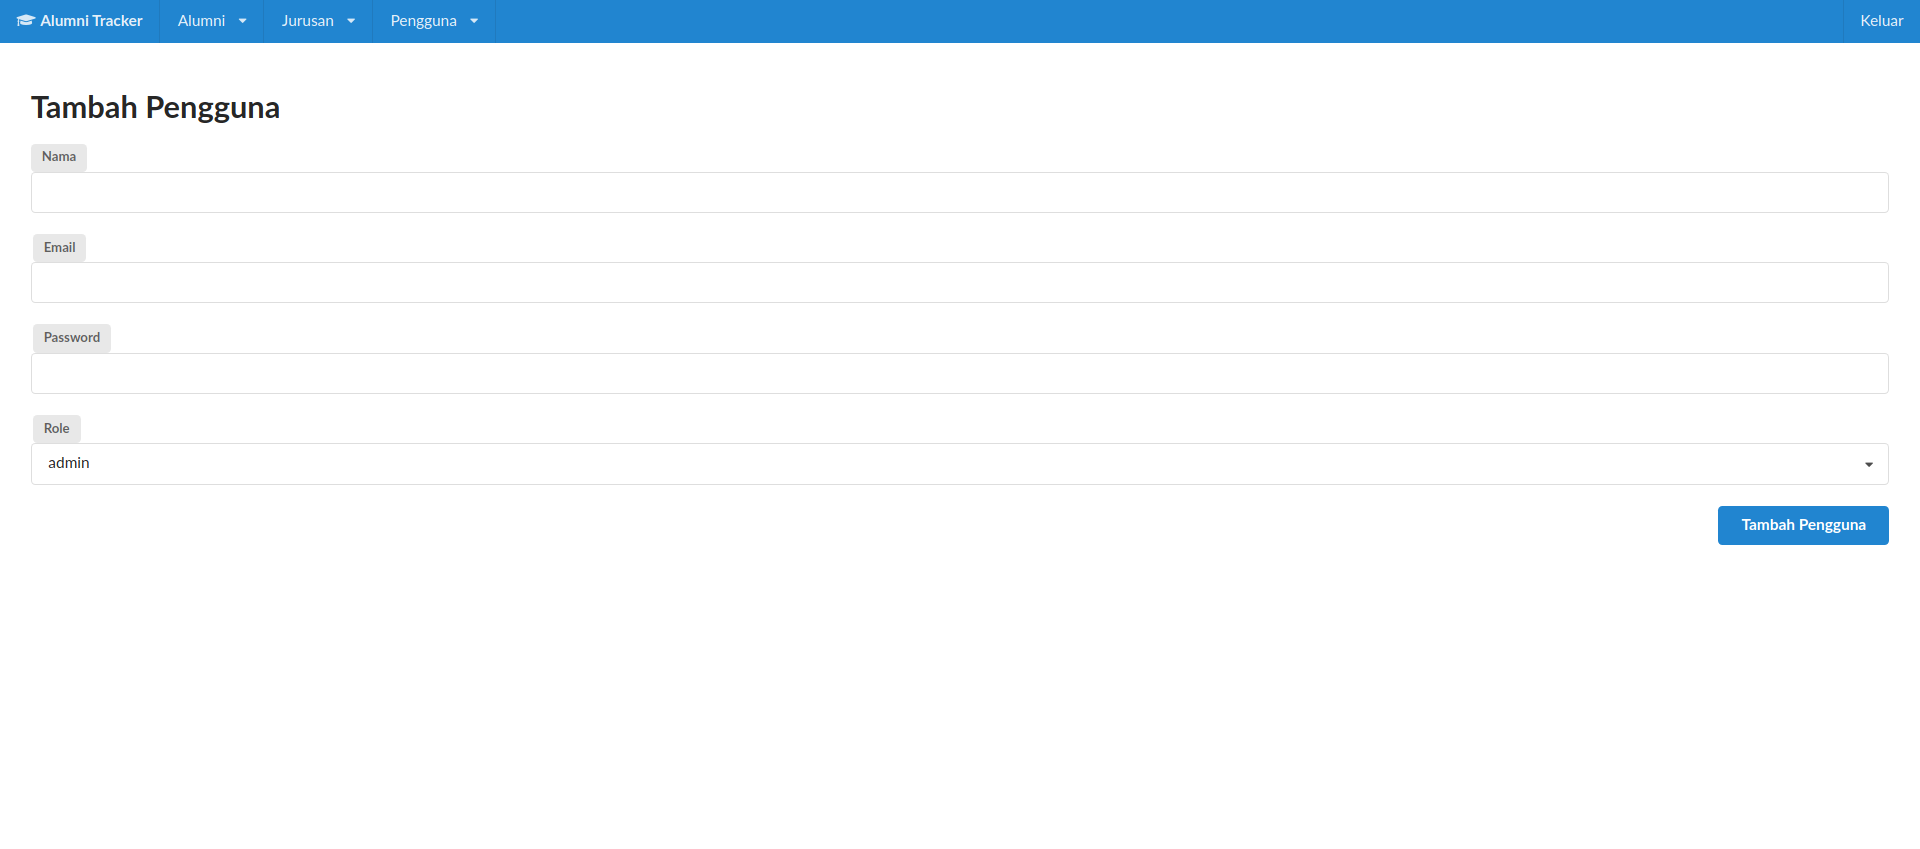 Alumni Tracker Alumni Jurusan Pengguna Keluar
Tambah Pengguna
Nama
Email
Password
Role
admin
Tambah Pengguna